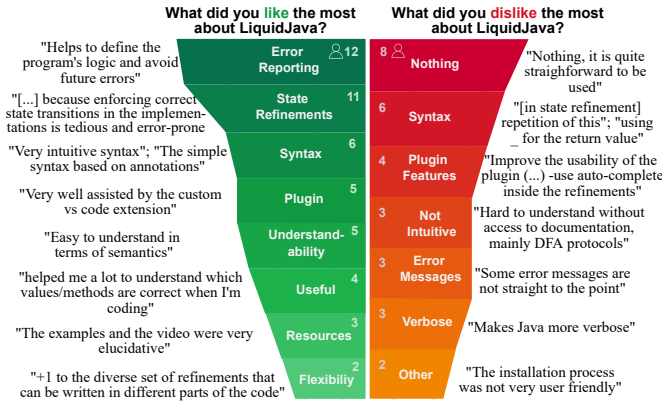 What did you like the most
about LiquidJava?
"Helps to define the
program's logic and avoid
future errors"
Error
Reporting
12
"[...] because enforcing correct
state transitions in the implemen-
tations is tedious and error-prone
State
Refinements
11
"Very intuitive syntax"; "The simple
syntax based on annotations"
Syntax
6
"Very well assisted by the custom
vs code extension"
Plugin
5
"Easy to understand in
terms of semantics"
Understand-
ability
5
"helped me a lot to understand which
values/methods are correct when I'm
coding"
Useful
4
"The examples and the video were very
elucidative"
Resources
3
"+1 to the diverse set of refinements that
can be written in different parts of the code"
Flexibiliy
2
What did you dislike the most
about LiquidJava?
8
Nothing
"Nothing, it is quite
straighforward to be
used"
6
Syntax
"[in state refinement]
repetition of this"; "using
_ for the return value"
4
Plugin
Features
"Improve the usability of the
plugin (...) -use auto-complete
inside the refinements"
3
Not
Intuitive
"Hard to understand without
access to documentation,
mainly DFA protocols"
3
Error
Messages
"Some error messages are
not straight to the point"
3
Verbose
"Makes Java more verbose"
2
Other
"The installation process
was not very user friendly"